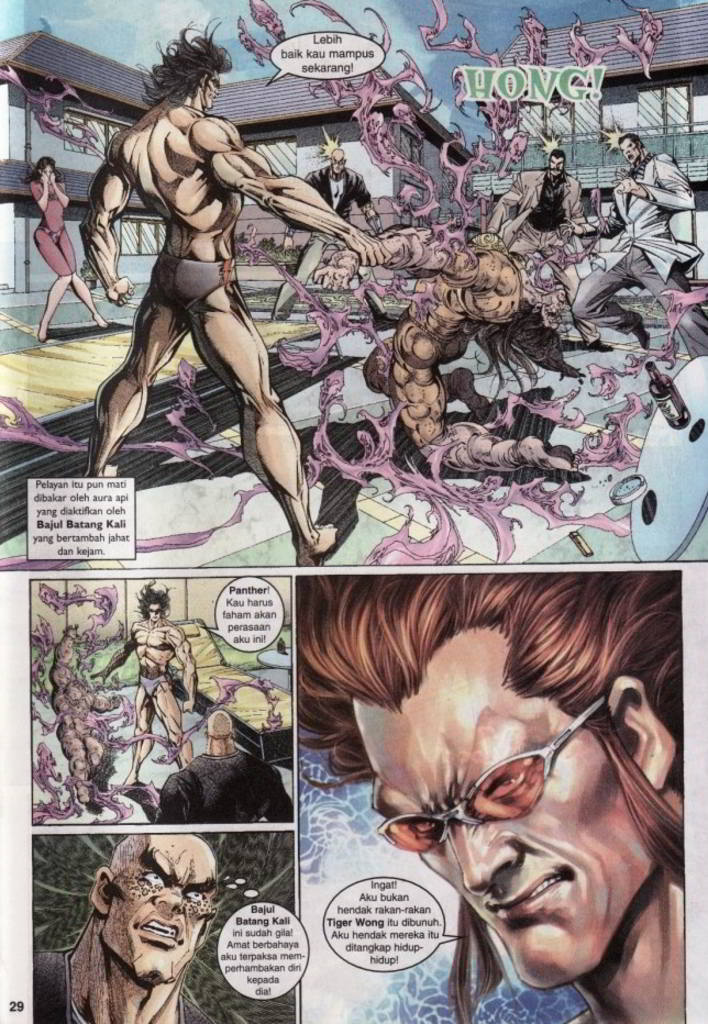 Lebih
baik kau mampus
sekarang!
HONG!
Pelayan itu pun mati
dibakar oleh aura api
yang diaktifkan oleh
Bajul Batang Kali
yang bertambah jahat
dan kejam.
Panther!
Kau harus
faham akan
perasaan
aku ini!
Bajul
Batang Kali
ini sudah gila!
Amat berbahaya
aku terpaksa mem-
perhambakan diri
kepada
dia!
Ingat!
Aku bukan
hendak rakan-rakan
Tiger Wong itu dibunuh.
Aku hendak mereka itu
ditangkap hidup-
hidup!
29